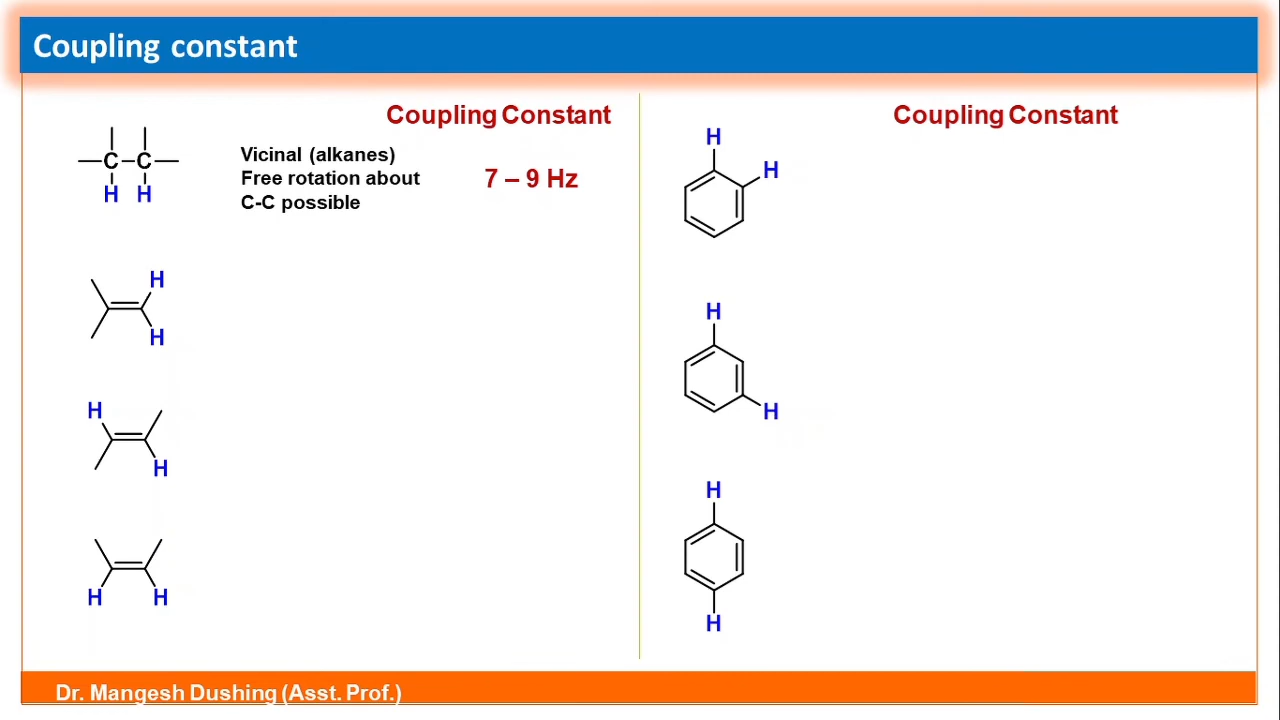 Coupling constant
Coupling Constant
C C
H H
Vicinal (alkanes)
Free rotation about
C-C possible
7 – 9 Hz
H
H
H
H
H H
Coupling Constant
H
H
H
H
H
H
Dr. Mangesh Dushing (Asst. Prof.)